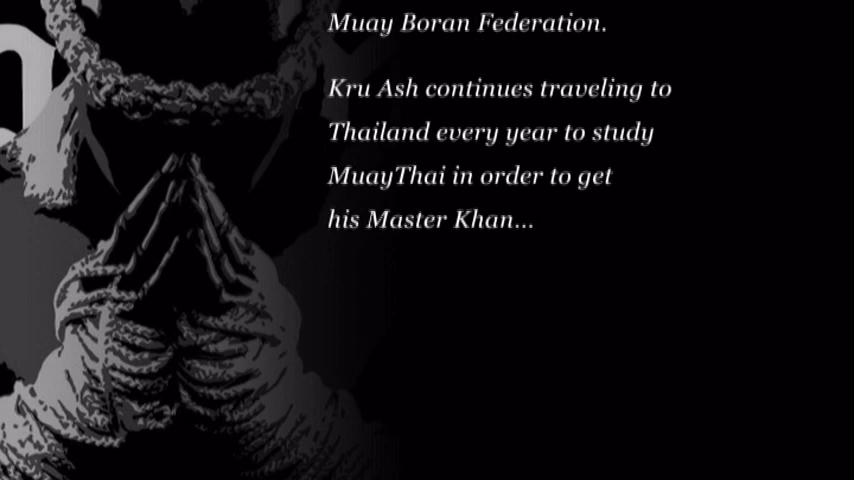 Muay Boran Federation.
Kru Ash continues traveling to
Thailand every year to study
MuayThai in order to get
his Master Khan...